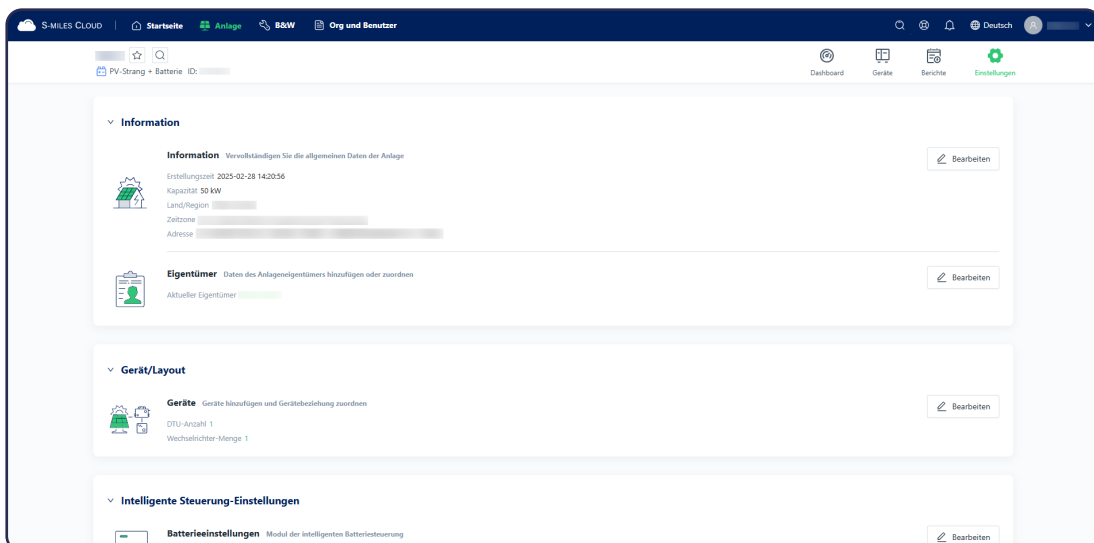 S-MILES CLOUD Startseite Anlage B&W Org und Benutzer Deutsch A
PV-Strang + Batterie ID:
Dashboard Geräte Berichte Einstellungen
Information
Information Vervollständigen Sie die allgemeinen Daten der Anlage Bearbeiten
Erstellungszeit 2025-02-28 14:20:56
Kapazität 50 kW
Land/Region
Zeitzone
Adresse
Eigentümer Daten des Anlageneigentümers hinzufügen oder zuordnen Bearbeiten
Aktueller Eigentümer
Gerät/Layout
Geräte Geräte hinzufügen und Gerätebeziehung zuordnen Bearbeiten
DTU-Anzahl 1
Wechselrichter-Menge 1
Intelligente Steuerung-Einstellungen
Batterieeinstellungen Modul der intelligenten Batteriesteuerung Bearbeiten